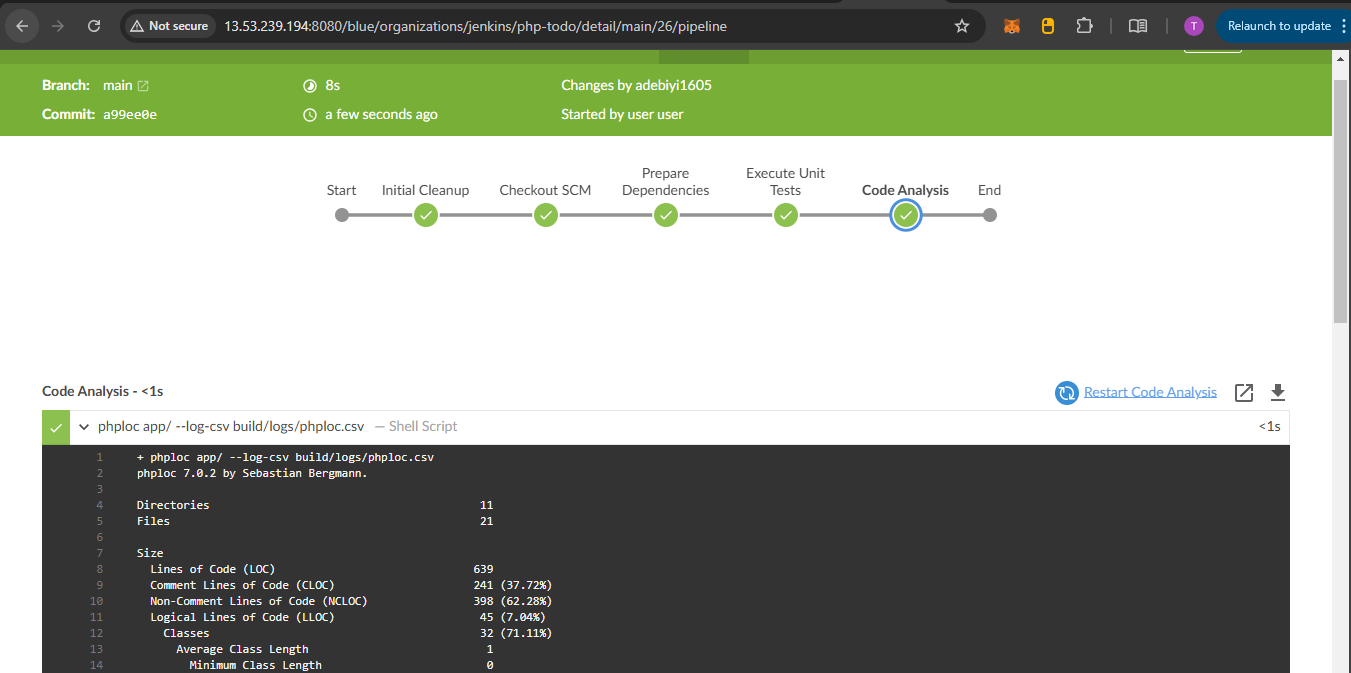 Not secure 13.53.239.194:8080/blue/organizations/jenkins/php-todo/detail/main/26/pipeline T Relaunch to update
Branch: main 8s Changes by adebiyi1605
Commit: a99ee0e a few seconds ago Started by user user
Start Initial Cleanup Checkout SCM Prepare Dependencies Execute Unit Tests Code Analysis End
Code Analysis - <1s Restart Code Analysis
phploc app/ --log-csv build/logs/phploc.csv — Shell Script <1s
1 + phploc app/ --log-csv build/logs/phploc.csv
2 phploc 7.0.2 by Sebastian Bergmann.
3
4 Directories 11
5 Files 21
6
7 Size
8 Lines of Code (LOC) 639
9 Comment Lines of Code (CLOC) 241 (37.72%)
10 Non-Comment Lines of Code (NCLOC) 398 (62.28%)
11 Logical Lines of Code (LLOC) 45 (7.04%)
12 Classes 32 (71.11%)
13 Average Class Length 1
14 Minimum Class Length 0